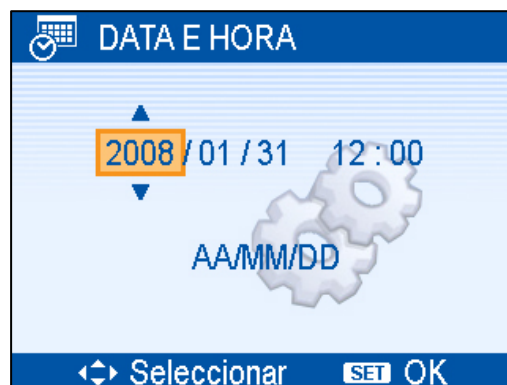 DATA E HORA
2008 / 01 / 31 12 : 00
AA/MM/DD
Seleccionar SET OK